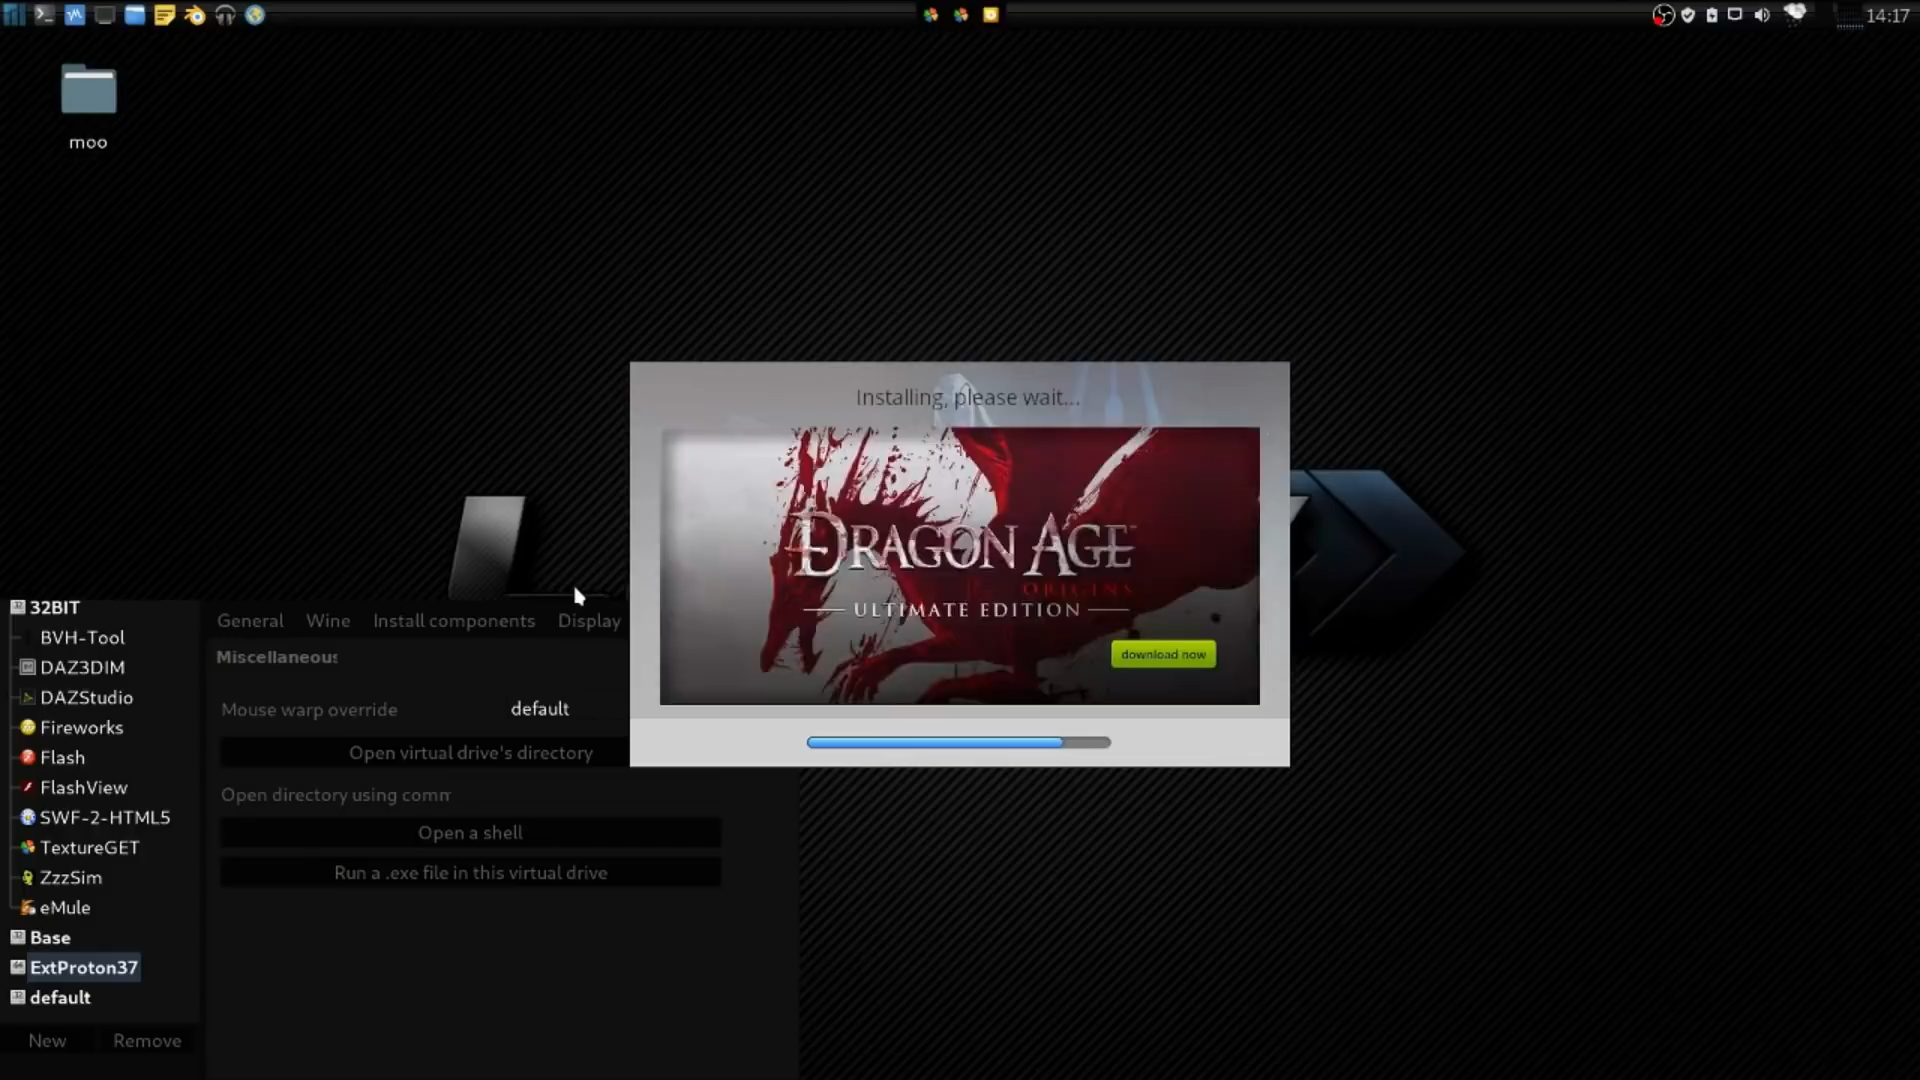 14:17
moo
Installing, please wait...
DRAGON AGE
ORIGINS
ULTIMATE EDITION
download now
32BIT
BVH-Tool
DAZ3DIM
DAZStudio
Fireworks
Flash
FlashView
SWF-2-HTML5
TextureGET
ZzzSim
eMule
Base
ExtProton37
default
New Remove
General Wine Install components Display
Miscellaneous
Mouse warp override default
Open virtual drive's directory
Open directory using comm
Open a shell
Run a .exe file in this virtual drive